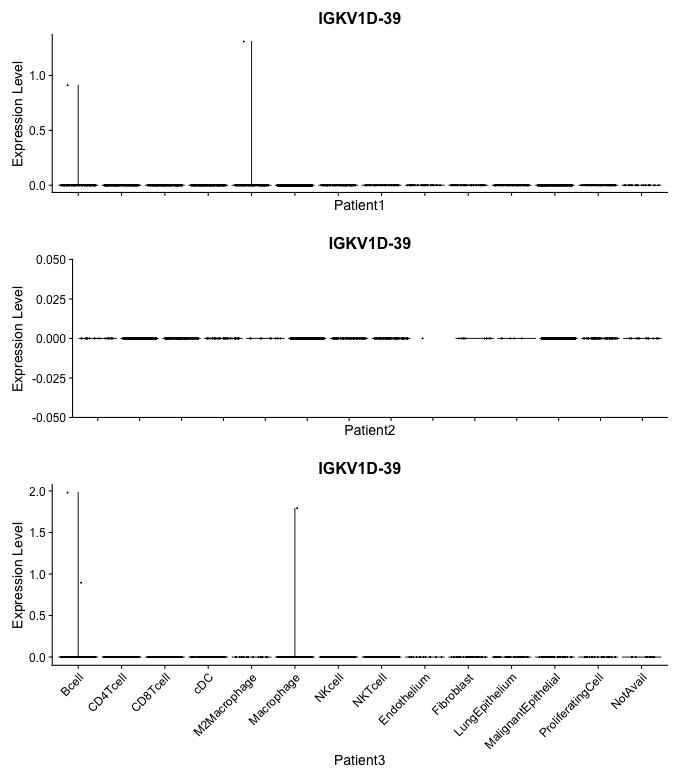 IGKV1D-39
Expression Level
1.0
0.5
0.0
Patient1
IGKV1D-39
Expression Level
0.050
0.025
0.000
-0.025
-0.050
Patient2
IGKV1D-39
Expression Level
2.0
1.5
1.0
0.5
0.0
Bcell
CD4Tcell
CD8Tcell
cDC
M2Macrophage
Macrophage
NKcell
NKTcell
Endothelium
Fibroblast
LungEpithelium
MalignantEpithelial
ProliferatingCell
NotAvail
Patient3